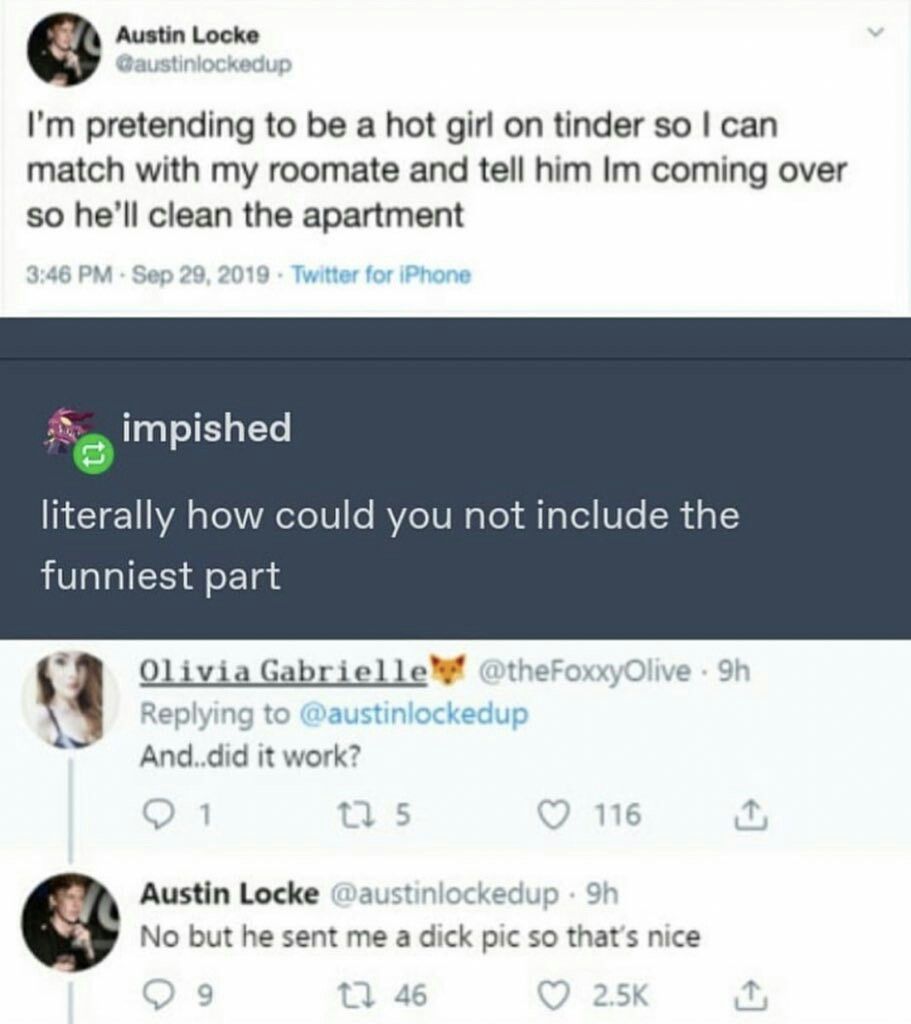 Austin Locke
@austinlockedup
I'm pretending to be a hot girl on tinder so I can
match with my roomate and tell him Im coming over
so he'll clean the apartment
3:46 PM · Sep 29, 2019 · Twitter for iPhone
impished
literally how could you not include the
funniest part
Olivia Gabrielle🦊 @theFoxxyOlive · 9h
Replying to @austinlockedup
And..did it work?
1 5 116
Austin Locke @austinlockedup · 9h
No but he sent me a dick pic so that's nice
9 46 2.5K